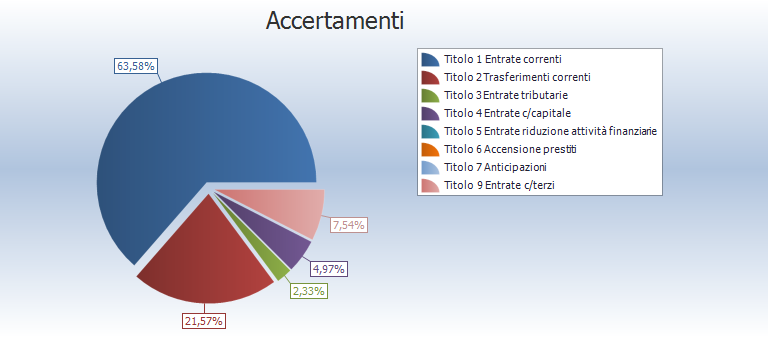 Accertamenti
63,58%
Titolo 1 Entrate correnti
Titolo 2 Trasferimenti correnti
Titolo 3 Entrate tributarie
Titolo 4 Entrate c/capitale
Titolo 5 Entrate riduzione attività finanziarie
Titolo 6 Accensione prestiti
Titolo 7 Anticipazioni
Titolo 9 Entrate c/terzi
7,54%
4,97%
2,33%
21,57%